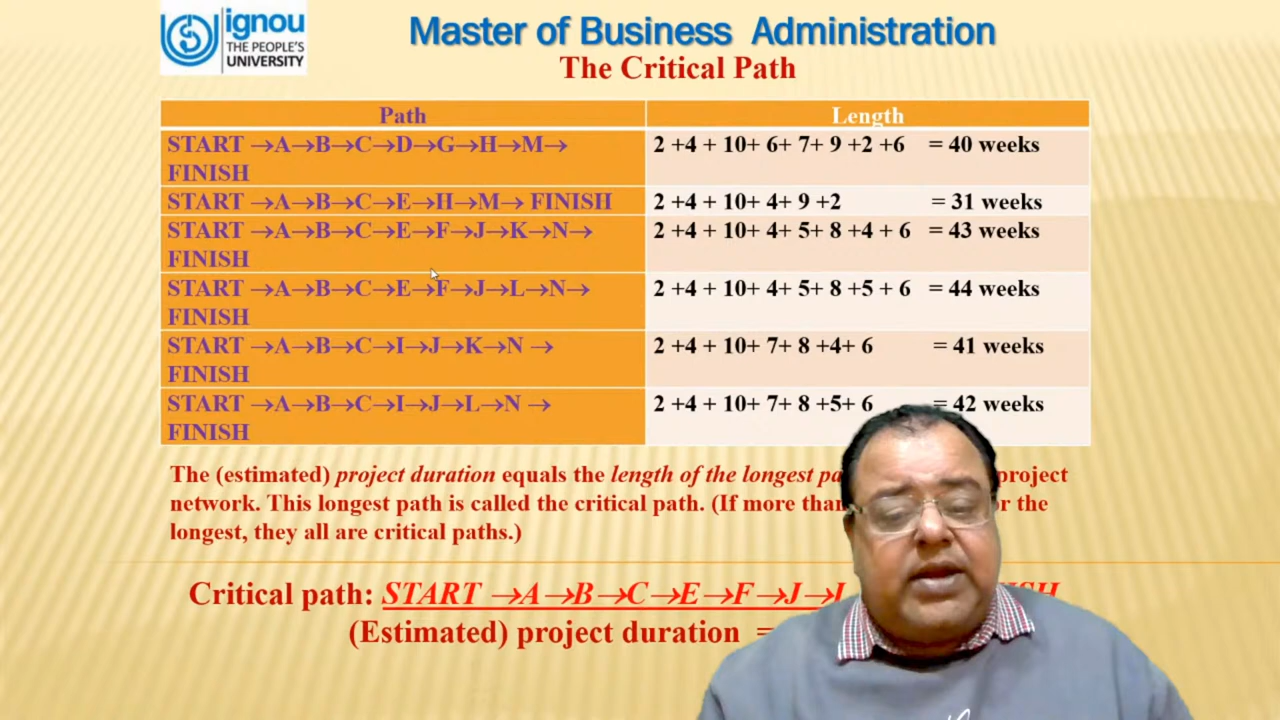 ignou
THE PEOPLE'S
UNIVERSITY
Master of Business Administration
The Critical Path
Path Length
START →A→B→C→D→G→H→M→ 2 +4 + 10+ 6+ 7+ 9 +2 +6 = 40 weeks
FINISH
START →A→B→C→E→H→M→ FINISH 2 +4 + 10+ 4+ 9 +2 = 31 weeks
START →A→B→C→E→F→J→K→N→ 2 +4 + 10+ 4+ 5+ 8 +4 + 6 = 43 weeks
FINISH
START →A→B→C→E→F→J→L→N→ 2 +4 + 10+ 4+ 5+ 8 +5 + 6 = 44 weeks
FINISH
START →A→B→C→I→J→K→N → 2 +4 + 10+ 7+ 8 +4+ 6 = 41 weeks
FINISH
START →A→B→C→I→J→L→N → 2 +4 + 10+ 7+ 8 +5+ 6 = 42 weeks
FINISH
The (estimated) project duration equals the length of the longest project
network. This longest path is called the critical path. (If more than the
longest, they all are critical paths.)
Critical path: START →A→B→C→E→F→J→
(Estimated) project duration =